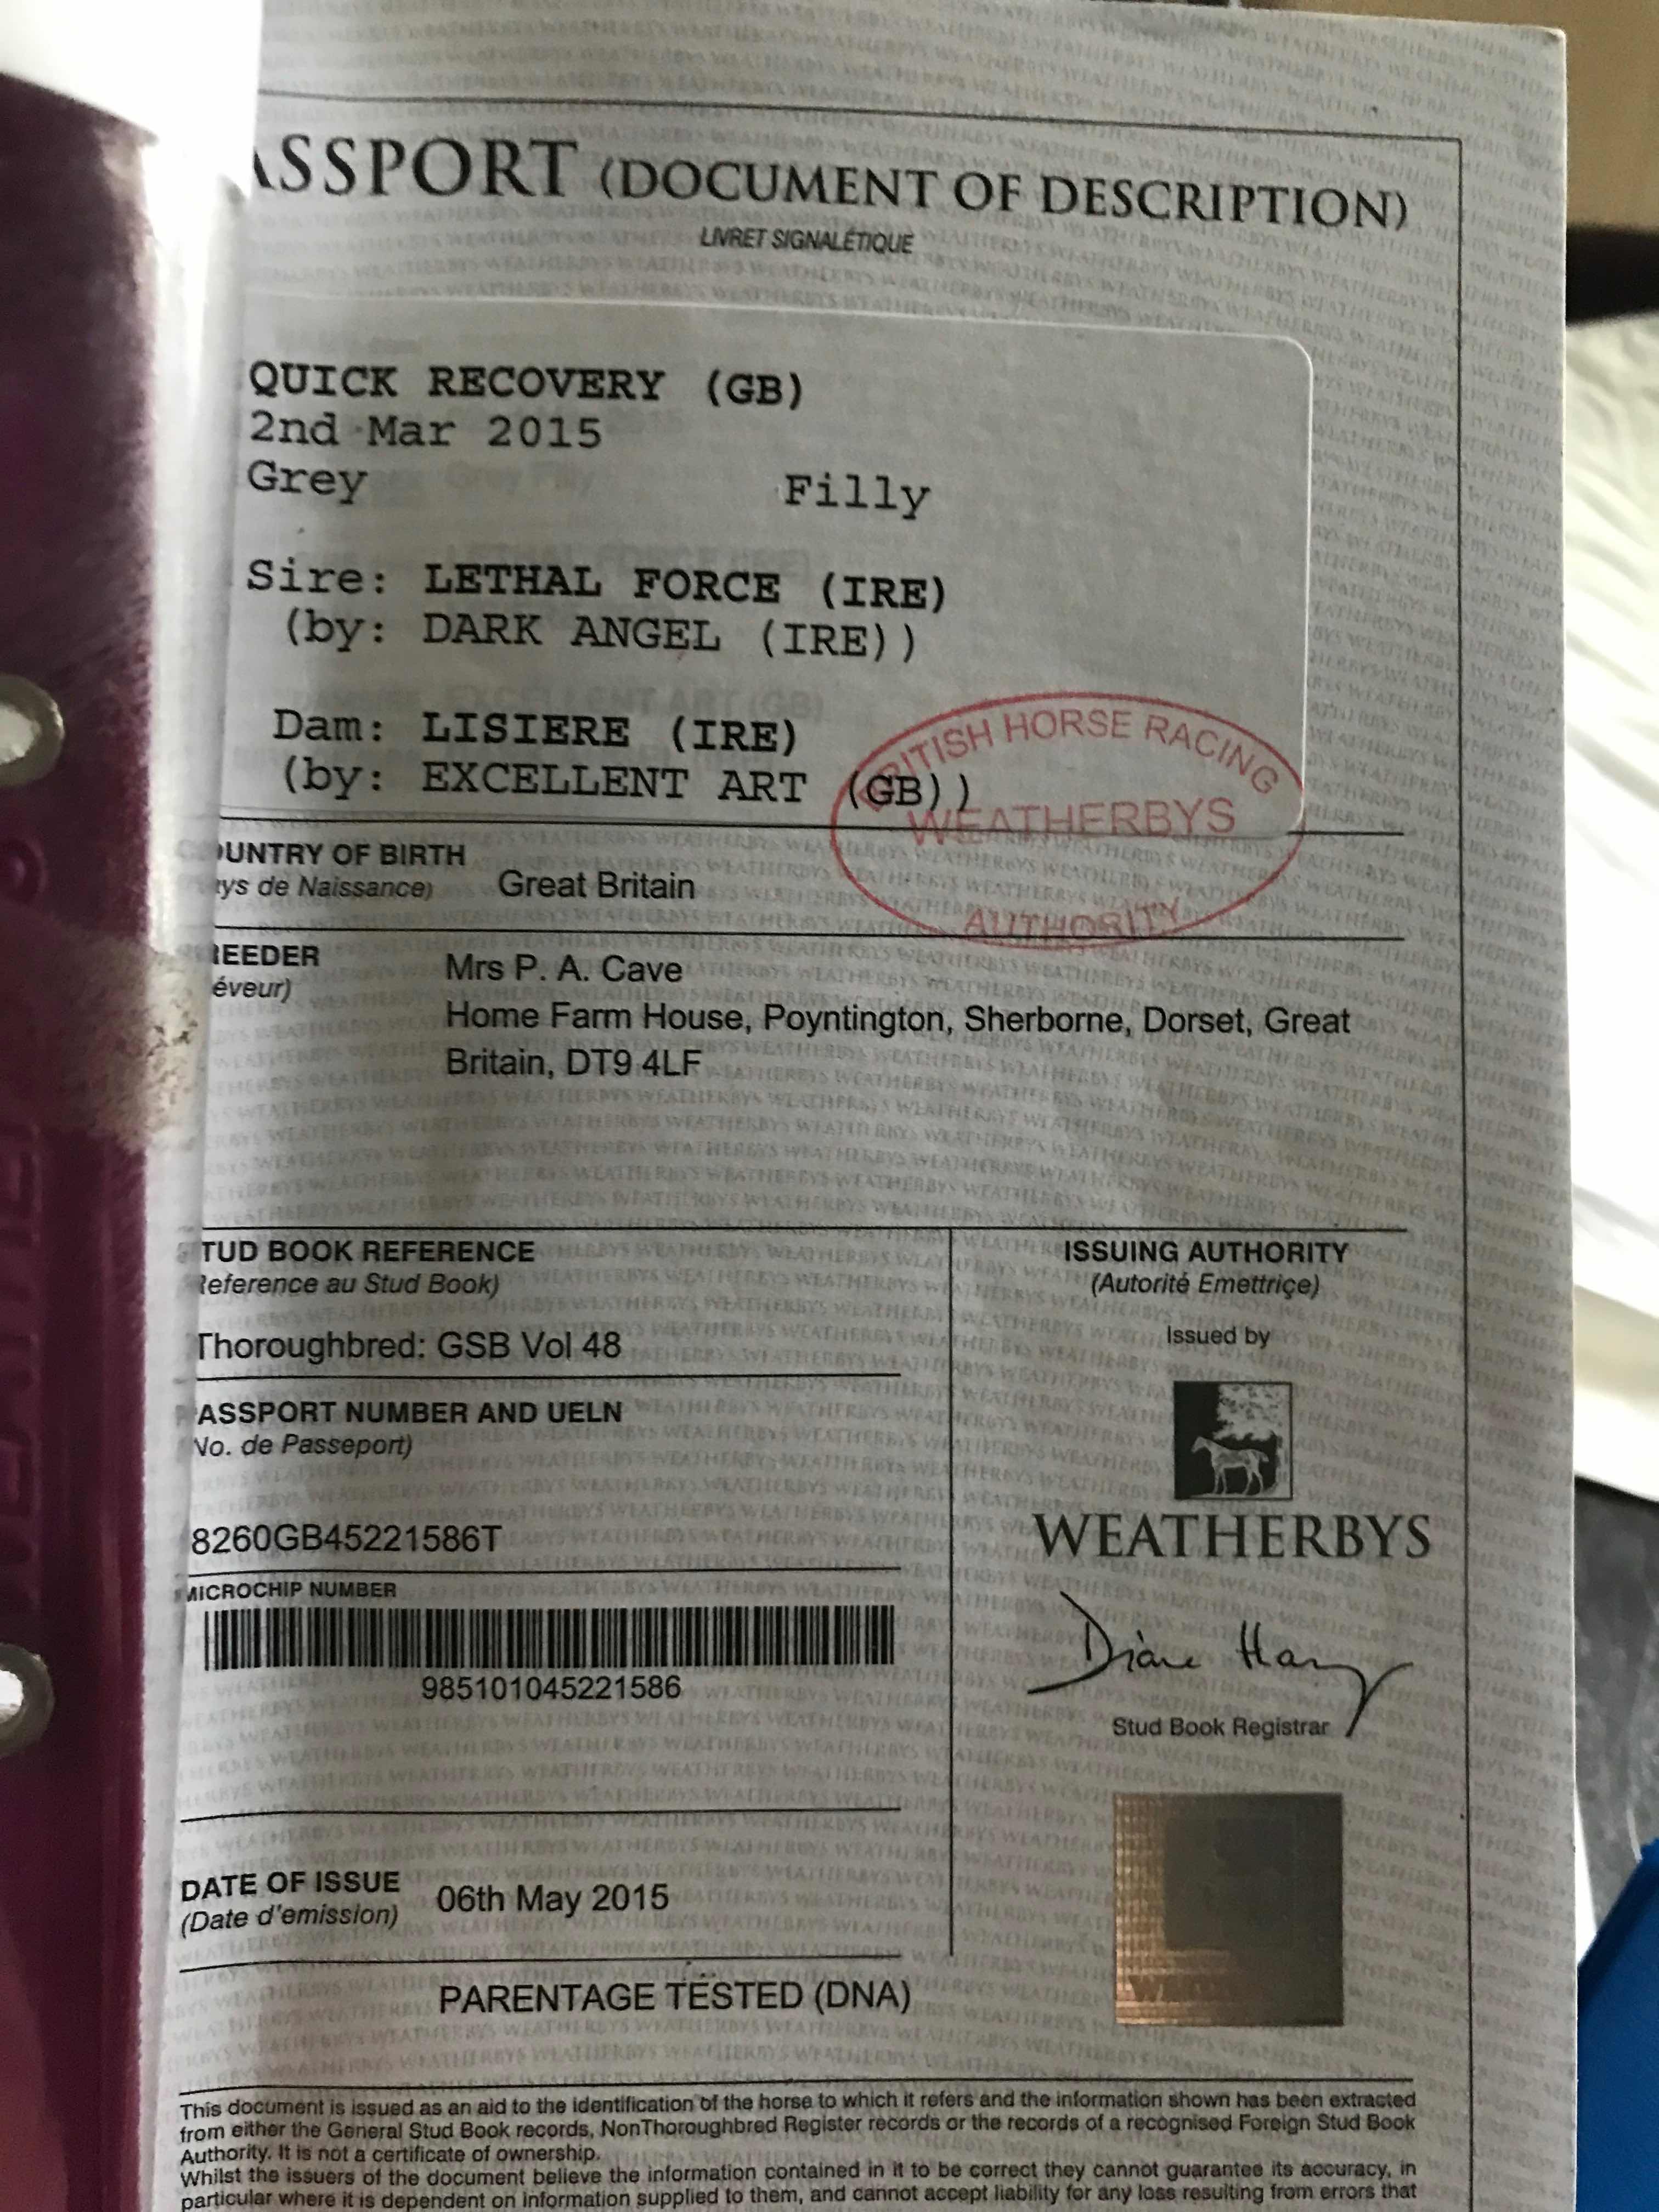 ASSPORT (DOCUMENT OF DESCRIPTION)
LIVRET SIGNALÉTIQUE
QUICK RECOVERY (GB)
2nd Mar 2015
Grey Filly
Sire: LETHAL FORCE (IRE)
(by: DARK ANGEL (IRE))
Dam: LISIERE (IRE)
(by: EXCELLENT ART (GB))
BRITISH HORSE RACING
WEATHERBYS
AUTHORITY
OUNTRY OF BIRTH
ays de Naissance) Great Britain
REEDER Mrs P. A. Cave
éveur)
Home Farm House, Poyntington, Sherborne, Dorset, Great
Britain, DT9 4LF
STUD BOOK REFERENCE
Reference au Stud Book)
Thoroughbred: GSB Vol 48
PASSPORT NUMBER AND UELN
No. de Passeport)
8260GB45221586T
MICROCHIP NUMBER
985101045221586
DATE OF ISSUE 06th May 2015
(Date d'emission)
ISSUING AUTHORITY
(Autorité Emettriçe)
Issued by
WEATHERBYS
Stud Book Registrar
PARENTAGE TESTED (DNA)
This document is issued as an aid to the identification of the horse to which it refers and the information shown has been extracted
from either the General Stud Book records, NonThoroughbred Register records or the records of a recognised Foreign Stud Book
Authority. It is not a certificate of ownership.
Whilst the issuers of the document believe the information contained in it to be correct they cannot guarantee its accuracy, in
particular where it is dependent on information supplied to them, and cannot accept liability for any loss resulting from errors that